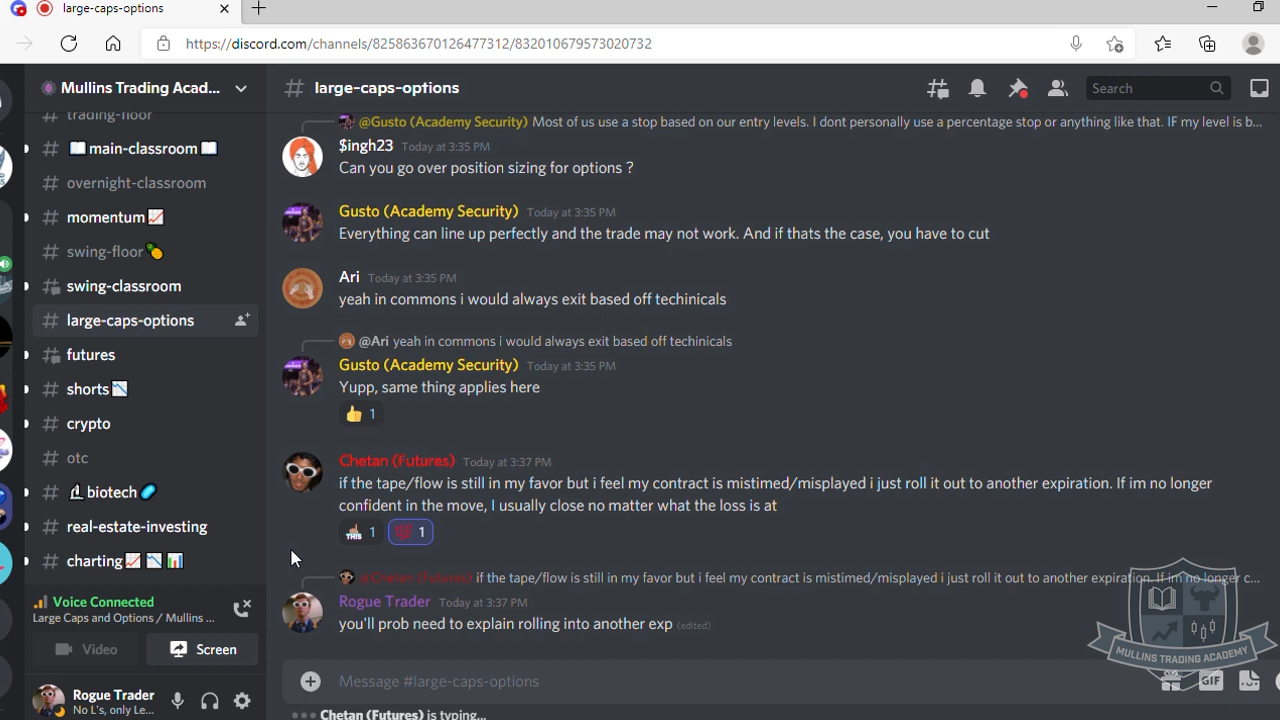 large-caps-options
https://discord.com/channels/825863670126477312/832010679573020732
Mullins Trading Acad...
large-caps-options
Search
trading-floor
main-classroom
overnight-classroom
momentum
swing-floor
swing-classroom
large-caps-options
futures
shorts
crypto
otc
biotech
real-estate-investing
charting
Voice Connected
Large Caps and Options / Mullins ...
Video
Screen
Rogue Trader
No L's, only Le...
@Gusto (Academy Security) Most of us use a stop based on our entry levels. I dont personally use a percentage stop or anything like that. IF my level is b...
$ingh23 Today at 3:35 PM
Can you go over position sizing for options ?
Gusto (Academy Security) Today at 3:35 PM
Everything can line up perfectly and the trade may not work. And if thats the case, you have to cut
Ari Today at 3:35 PM
yeah in commons i would always exit based off techinicals
@Ari yeah in commons i would always exit based off techinicals
Gusto (Academy Security) Today at 3:35 PM
Yupp, same thing applies here
👍 1
Chetan (Futures) Today at 3:37 PM
if the tape/flow is still in my favor but i feel my contract is mistimed/misplayed i just roll it out to another expiration. If im no longer
confident in the move, I usually close no matter what the loss is at
THIS 1 💯 1
@Chetan (Futures) if the tape/flow is still in my favor but i feel my contract is mistimed/misplayed i just roll it out to another expiration. If im no longer c...
Rogue Trader Today at 3:37 PM
you'll prob need to explain rolling into another exp (edited)
Message #large-caps-options
GIF
Chetan (Futures) is typing...
MULLINS TRADING ACADEMY